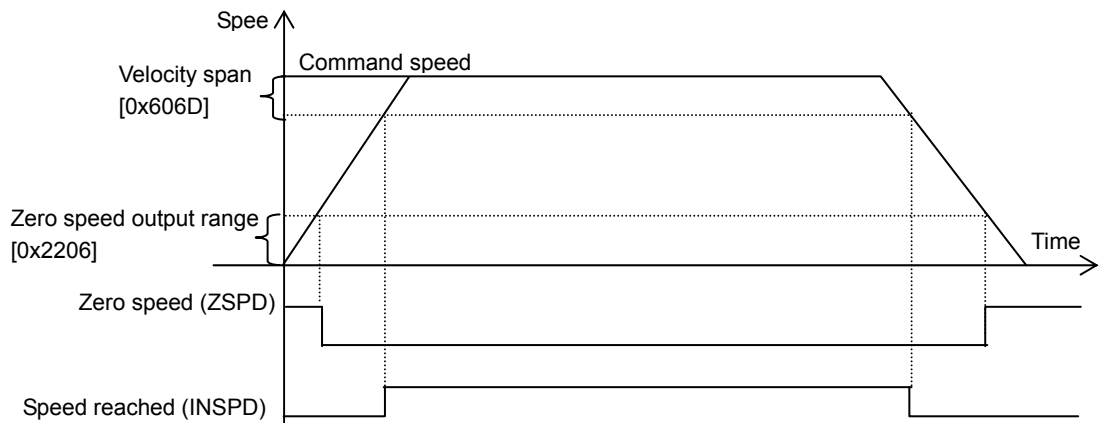 Spee
Command speed
Velocity span
[0x606D]
Zero speed output range
[0x2206]
Time
Zero speed (ZSPD)
Speed reached (INSPD)